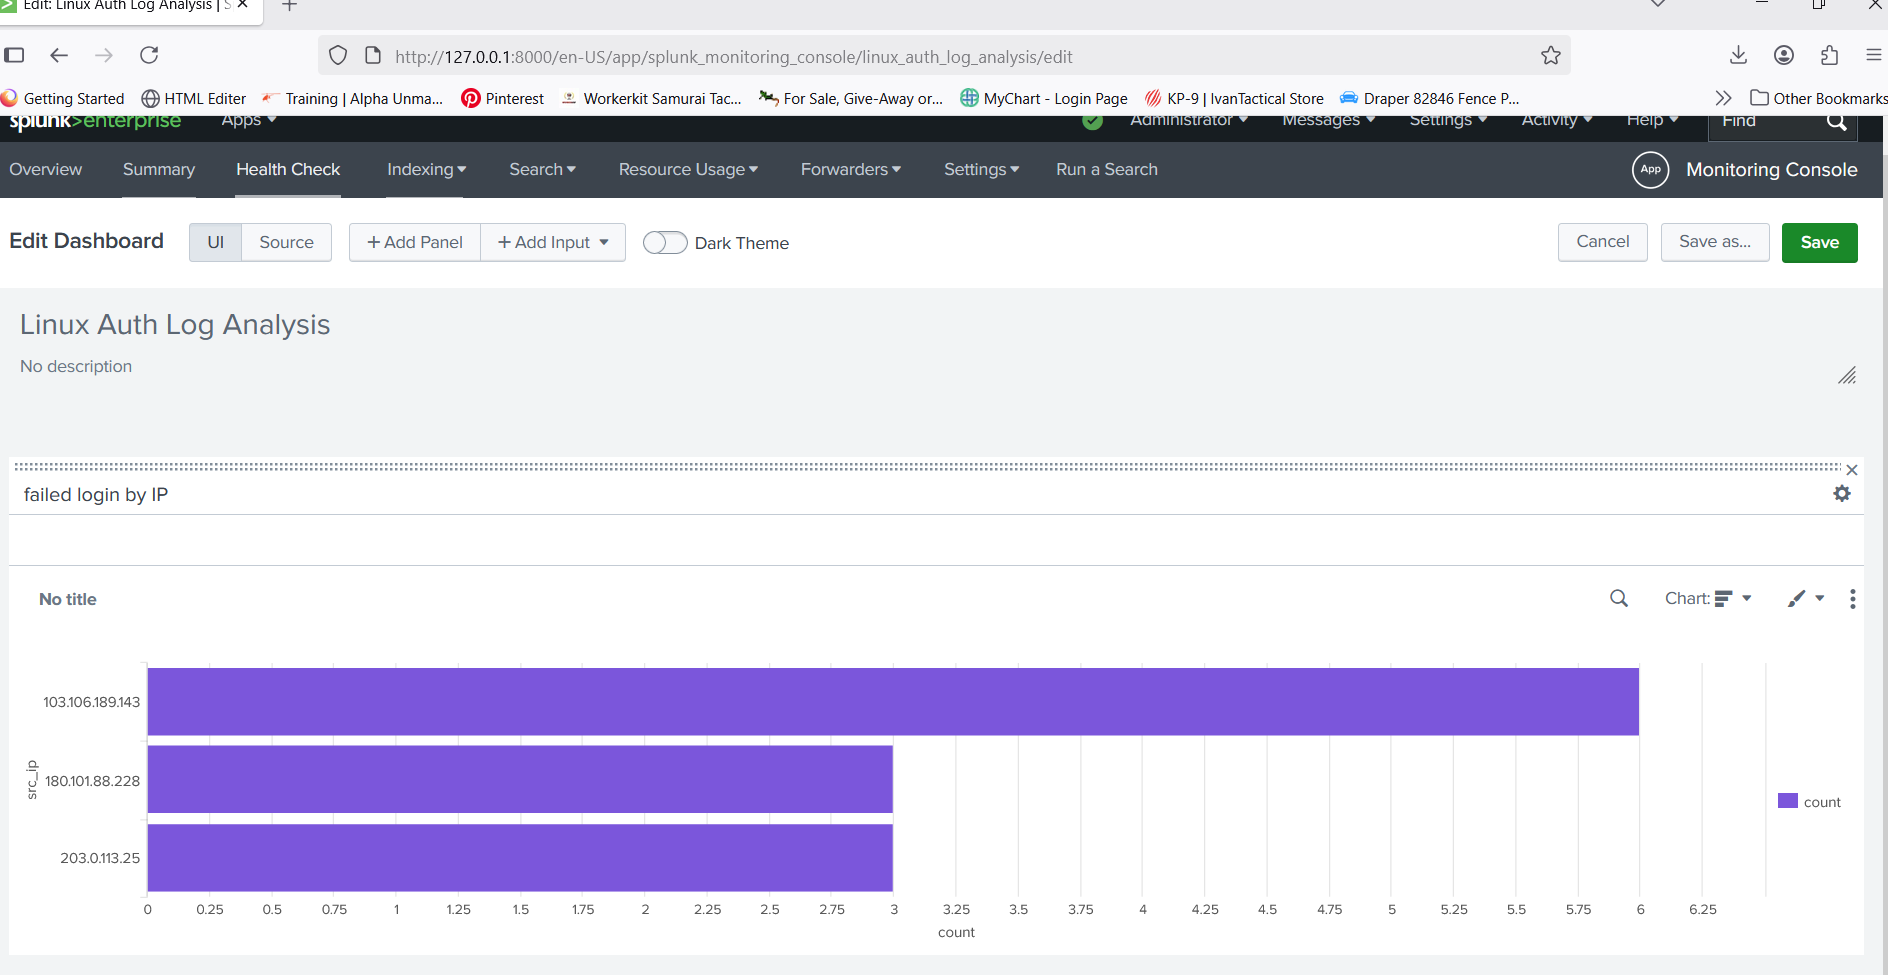 Edit: Linux Auth Log Analysis | S
http://127.0.0.1:8000/en-US/app/splunk_monitoring_console/linux_auth_log_analysis/edit
Getting Started HTML Editer Training | Alpha Unma... Pinterest Workerkit Samurai Tac... For Sale, Give-Away or... MyChart - Login Page KP-9 | IvanTactical Store Draper 82846 Fence P... Other Bookmarks
splunk>enterprise Apps Administrator Messages Settings Activity Help Find
Overview Summary Health Check Indexing Search Resource Usage Forwarders Settings Run a Search App Monitoring Console
Edit Dashboard UI Source + Add Panel + Add Input Dark Theme Cancel Save as... Save
Linux Auth Log Analysis
No description
failed login by IP
No title Chart:
103.106.189.143
180.101.88.228
203.0.113.25
src_ip
count
0 0.25 0.5 0.75 1 1.25 1.5 1.75 2 2.25 2.5 2.75 3 3.25 3.5 3.75 4 4.25 4.5 4.75 5 5.25 5.5 5.75 6 6.25
count